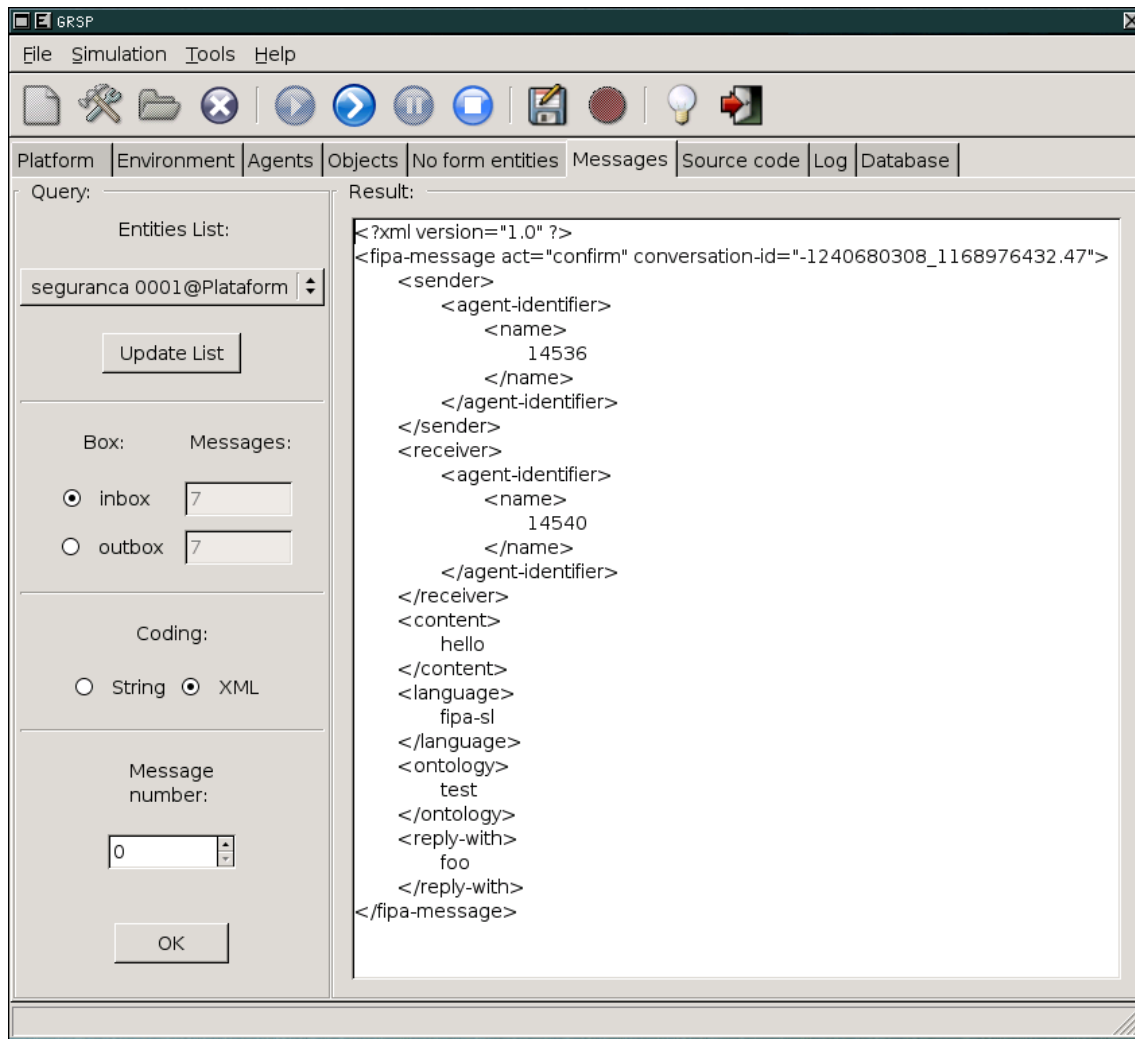 GRSP
File Simulation Tools Help
Platform Environment Agents Objects No form entities Messages Source code Log Database
Query:
Entities List:
seguranca 0001@Plataform
Update List
Box: Messages:
inbox 7
outbox 7
Coding:
String XML
Message
number:
0
OK
Result:
<?xml version="1.0" ?>
<fipa-message act="confirm" conversation-id="-1240680308_1168976432.47">
<sender>
<agent-identifier>
<name>
14536
</name>
</agent-identifier>
</sender>
<receiver>
<agent-identifier>
<name>
14540
</name>
</agent-identifier>
</receiver>
<content>
hello
</content>
<language>
fipa-sl
</language>
<ontology>
test
</ontology>
<reply-with>
foo
</reply-with>
</fipa-message>